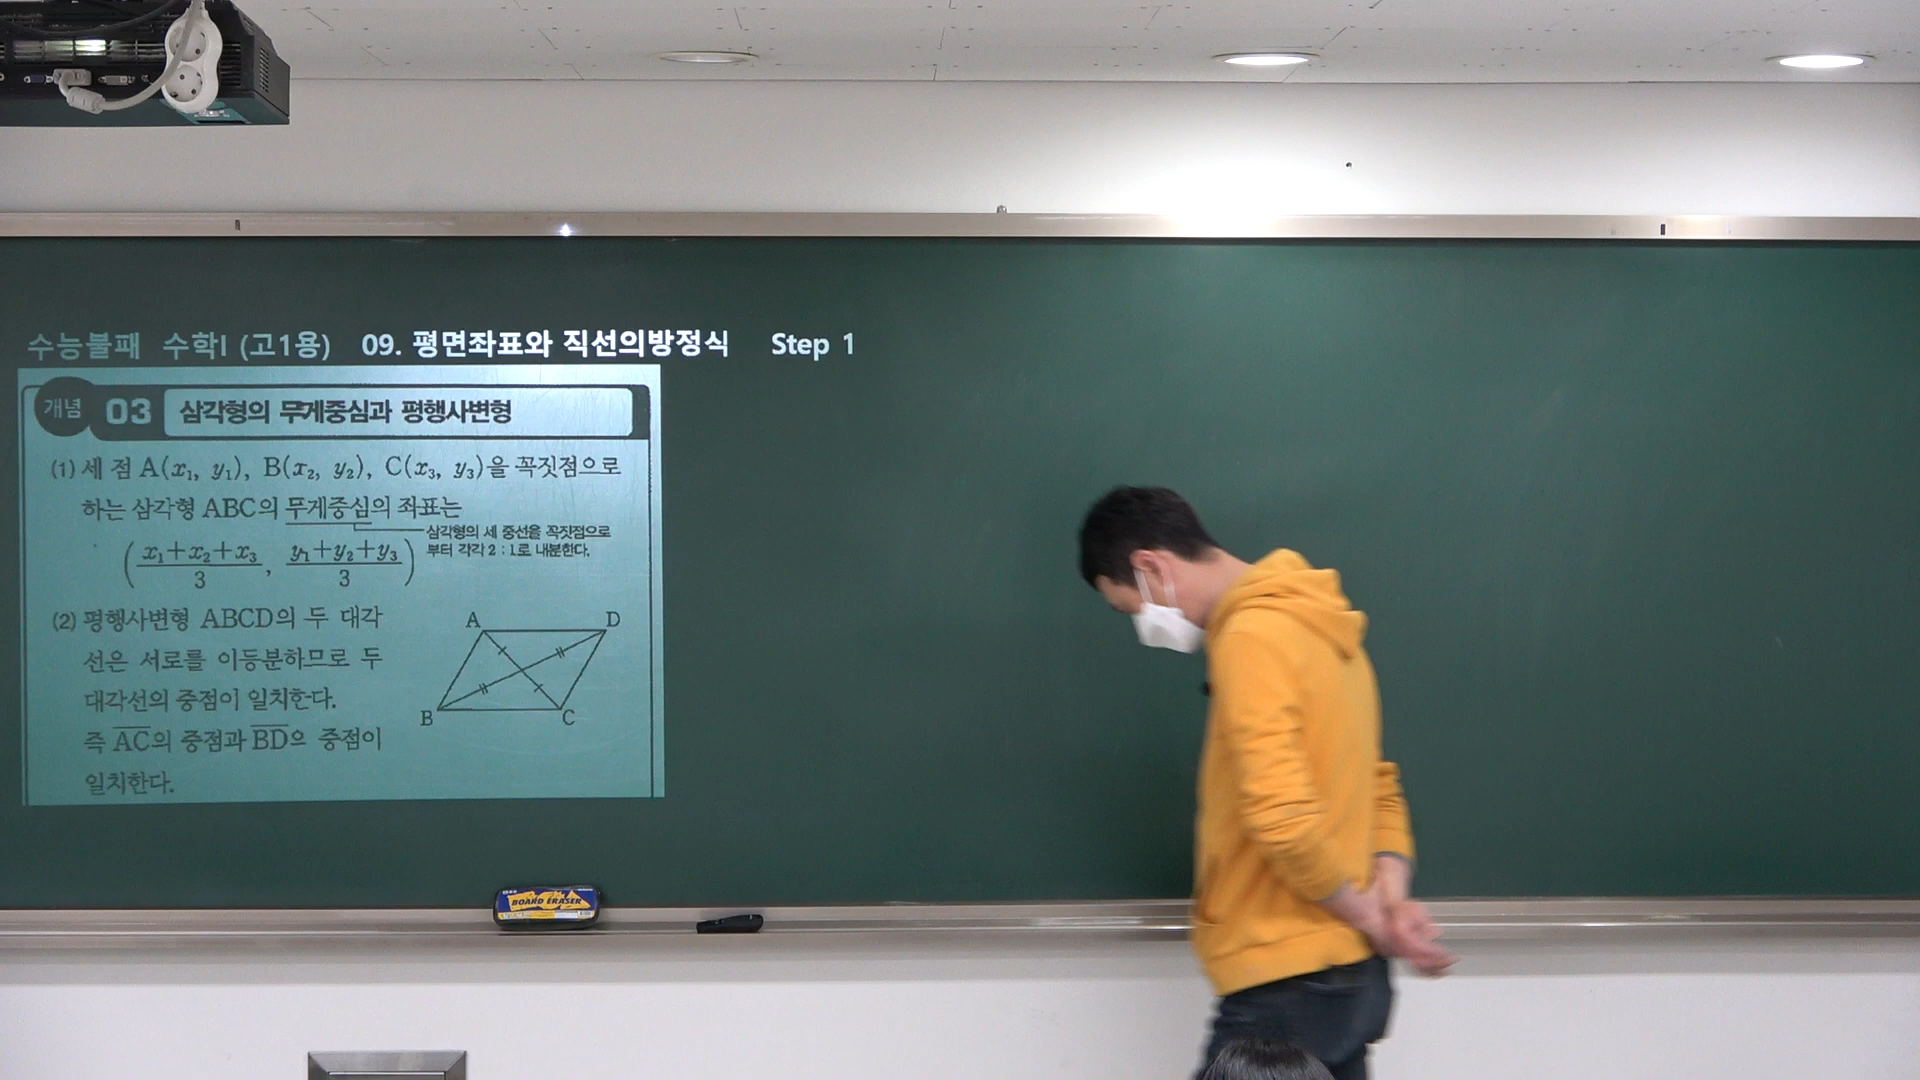 수능불패 수학I (고1용) 09. 평면좌표와 직선의방정식 Step 1
개념 03 삼각형의 무게중심과 평행사변형
(1) 세 점 A(x₁, y₁), B(x₂, y₂), C(x₃, y₃)을 꼭짓점으로
하는 삼각형 ABC의 무게중심의 좌표는
삼각형의 세 중선을 꼭짓점으로
부터 각각 2 : 1로 내분한다.
(x₁+x₂+x₃/3, y₁+y₂+y₃/3)
(2) 평행사변형 ABCD의 두 대각
선은 서로를 이등분하므로 두
대각선의 중점이 일치한다.
즉 A̅C̅의 중점과 B̅D̅으 중점이
일치한다.
A D
B C
BOARD ERASER